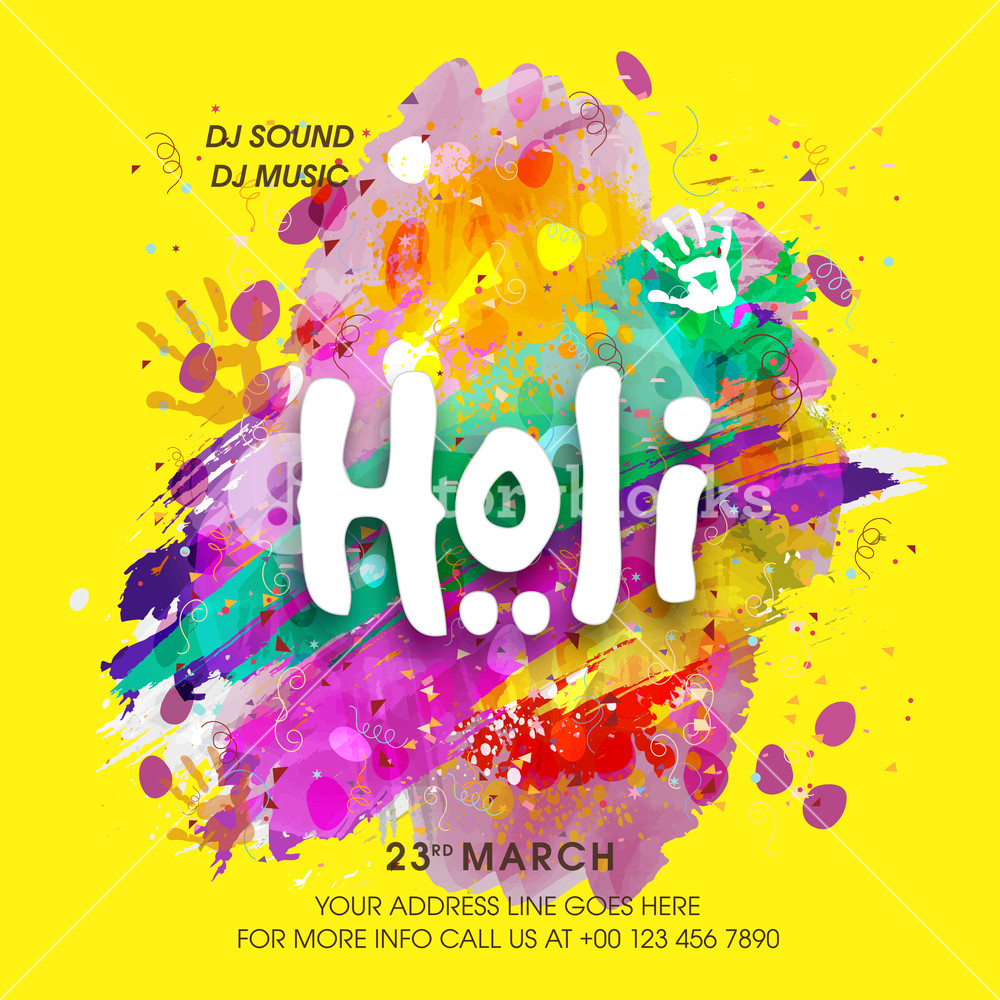 DJ SOUND
DJ MUSIC
Holi
storyblocks
23RD MARCH
YOUR ADDRESS LINE GOES HERE
FOR MORE INFO CALL US AT +00 123 456 7890